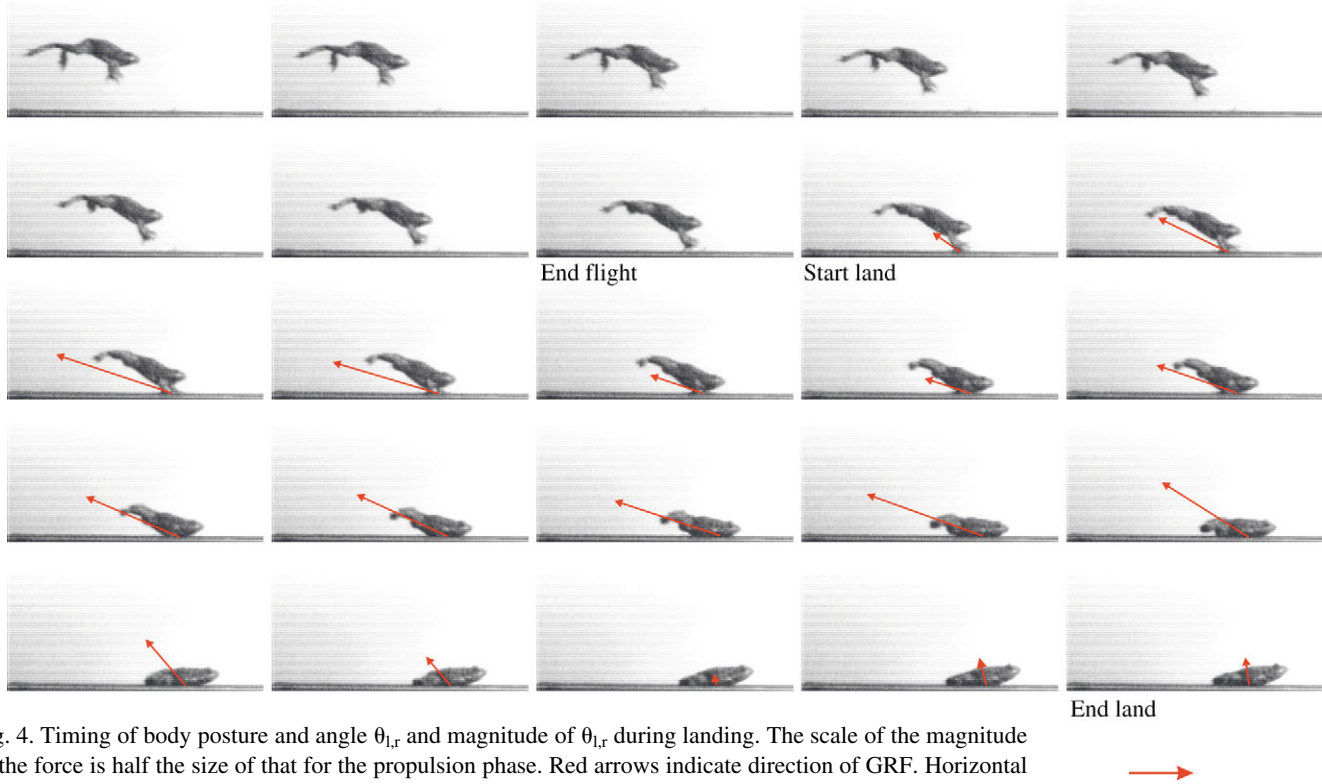 End flight
Start land
End land
g. 4. Timing of body posture and angle θl,r and magnitude of θl,r during landing. The scale of the magnitude
the force is half the size of that for the propulsion phase. Red arrows indicate direction of GRF. Horizontal